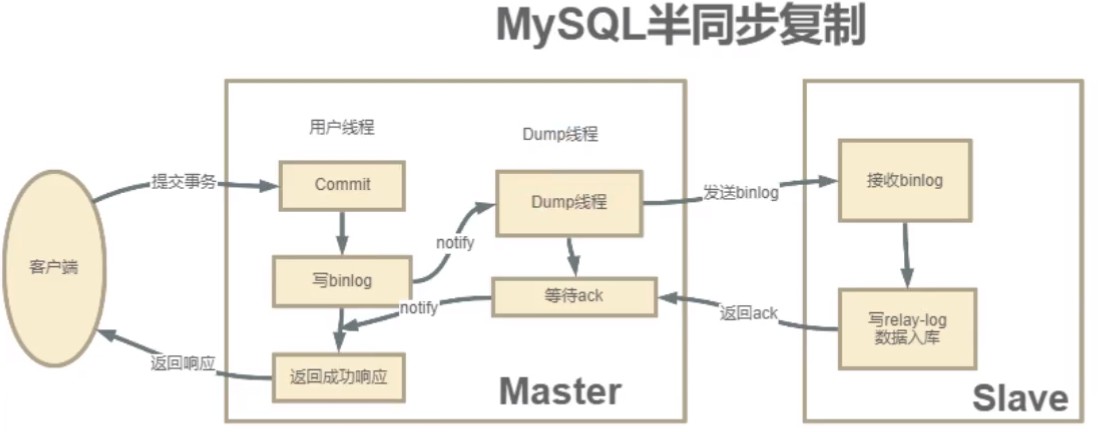 MySQL半同步复制
用户线程
Dump线程
提交事务
Commit
Dump线程
发送binlog
接收binlog
notify
客户端
写binlog
等待ack
notify
返回ack
写relay-log
数据入库
返回响应
返回成功响应
Master
Slave